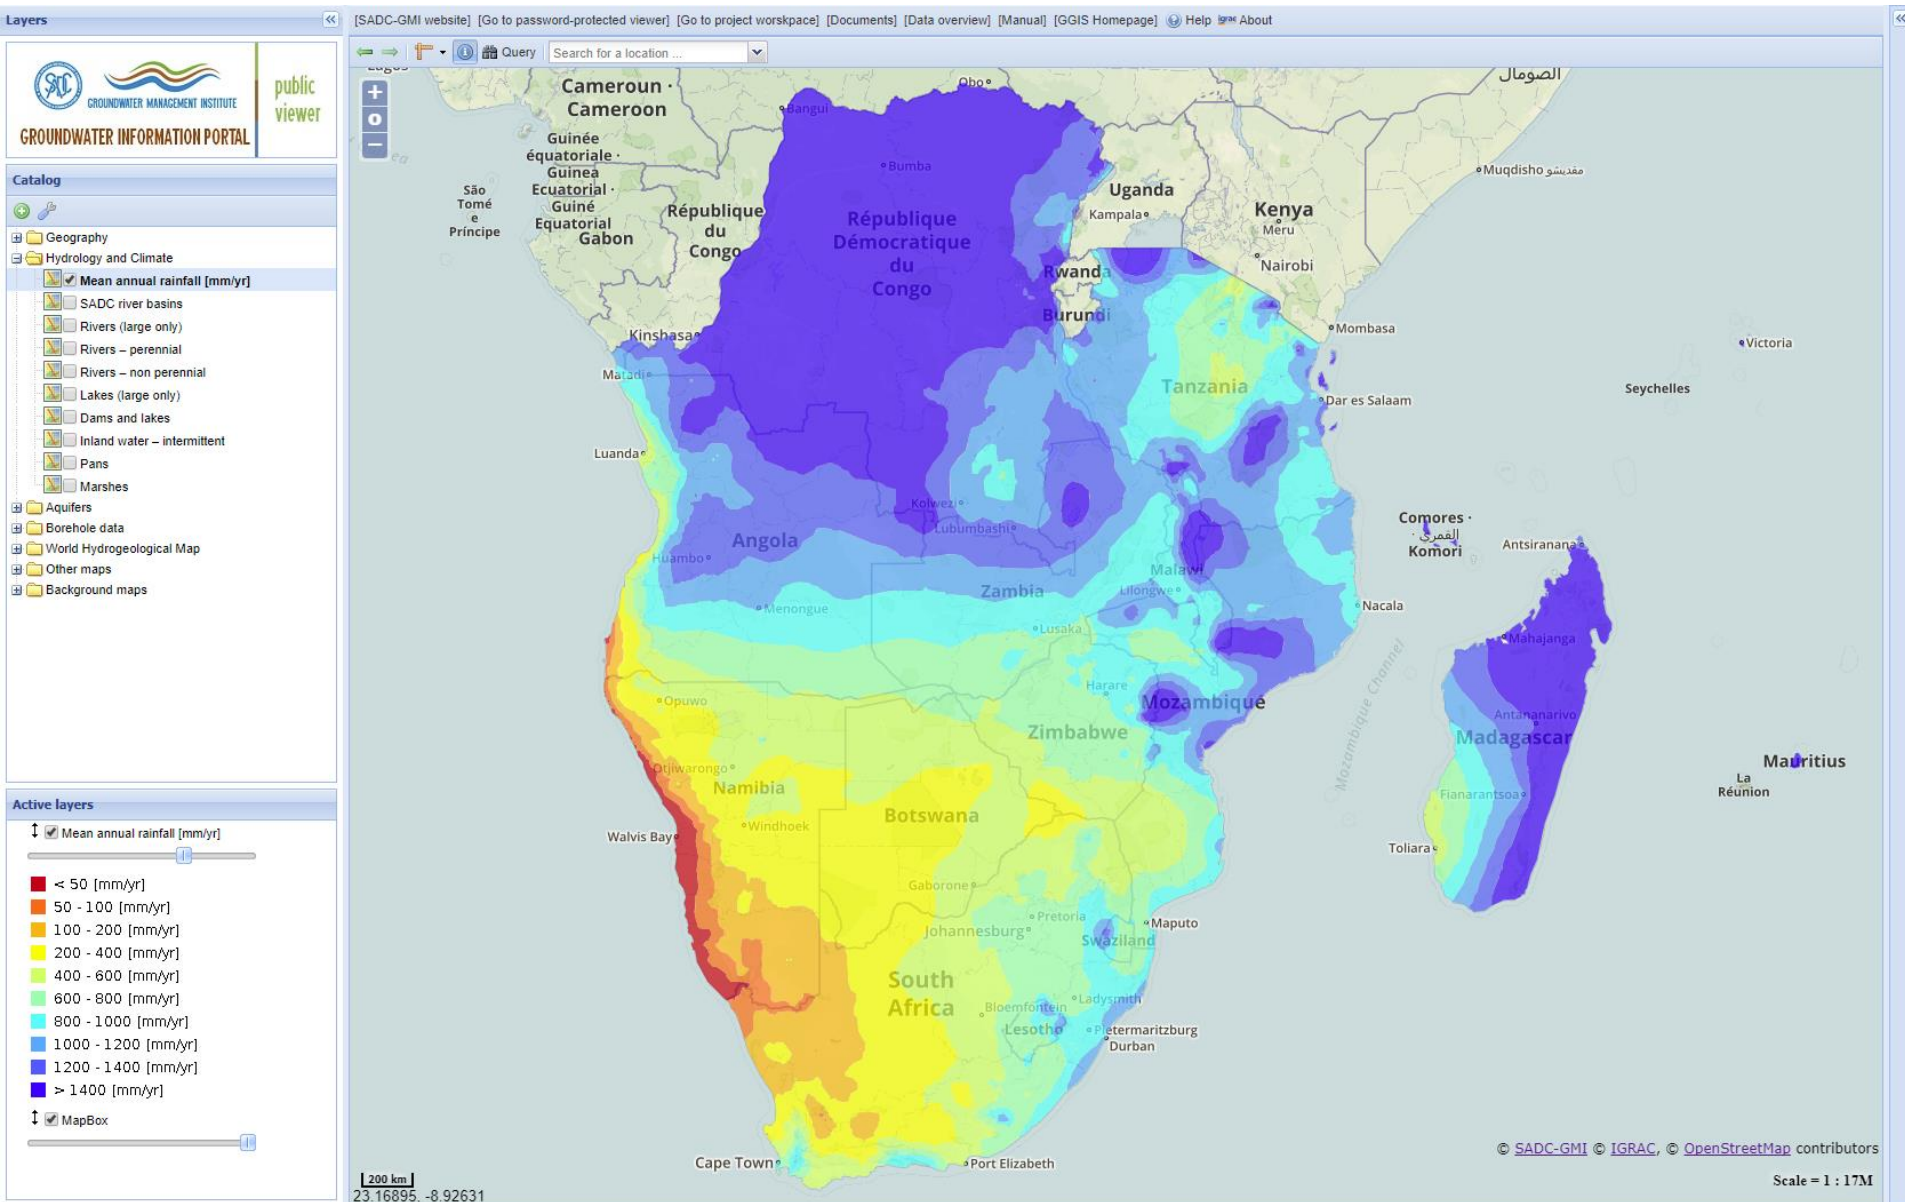 Layers
SADC
GROUNDWATER MANAGEMENT INSTITUTE
GROUNDWATER INFORMATION PORTAL
public
viewer
Catalog
Geography
Hydrology and Climate
Mean annual rainfall [mm/yr]
SADC river basins
Rivers (large only)
Rivers – perennial
Rivers – non perennial
Lakes (large only)
Dams and lakes
Inland water – intermittent
Pans
Marshes
Aquifers
Borehole data
World Hydrogeological Map
Other maps
Background maps
Active layers
Mean annual rainfall [mm/yr]
< 50 [mm/yr]
50 - 100 [mm/yr]
100 - 200 [mm/yr]
200 - 400 [mm/yr]
400 - 600 [mm/yr]
600 - 800 [mm/yr]
800 - 1000 [mm/yr]
1000 - 1200 [mm/yr]
1200 - 1400 [mm/yr]
> 1400 [mm/yr]
MapBox
[SADC-GMI website] [Go to password-protected viewer] [Go to project worskpace] [Documents] [Data overview] [Manual] [GGIS Homepage] Help igrac About
Query Search for a location ...
Lagos
Cameroun ·
Cameroon
Obo
الصومال
Bangui
Guinée
équatoriale ·
Guinea
Ecuatorial ·
Guiné
Equatorial
Bumba
Muqdisho مقديشو
São
Tomé
e
Príncipe
Gabon
République
du
Congo
République
Démocratique
du
Congo
Uganda
Kampala
Kenya
Meru
Nairobi
Rwanda
Burundi
Kinshasa
Mombasa
Victoria
Matadi
Tanzania
Seychelles
Dar es Salaam
Luanda
Kolwezi
Lubumbashi
Comores ·
القمري ·
Komori
Angola
Huambo
Antsiranana
Malawi
Zambia
Lilongwe
Menongue
Nacala
Lusaka
Mahajanga
Mozambique Channel
Harare
Opuwo
Mozambique
Antananarivo
Zimbabwe
Madagascar
Mauritius
Otjiwarongo
La
Réunion
Namibia
Fianarantsoa
Botswana
Windhoek
Walvis Bay
Toliara
Gaborone
Pretoria
Maputo
Johannesburg
Swaziland
South
Africa
Ladysmith
Bloemfontein
Lesotho
Pietermaritzburg
Durban
Cape Town
Port Elizabeth
© SADC-GMI © IGRAC, © OpenStreetMap contributors
200 km
Scale = 1 : 17M
23.16895, -8.92631